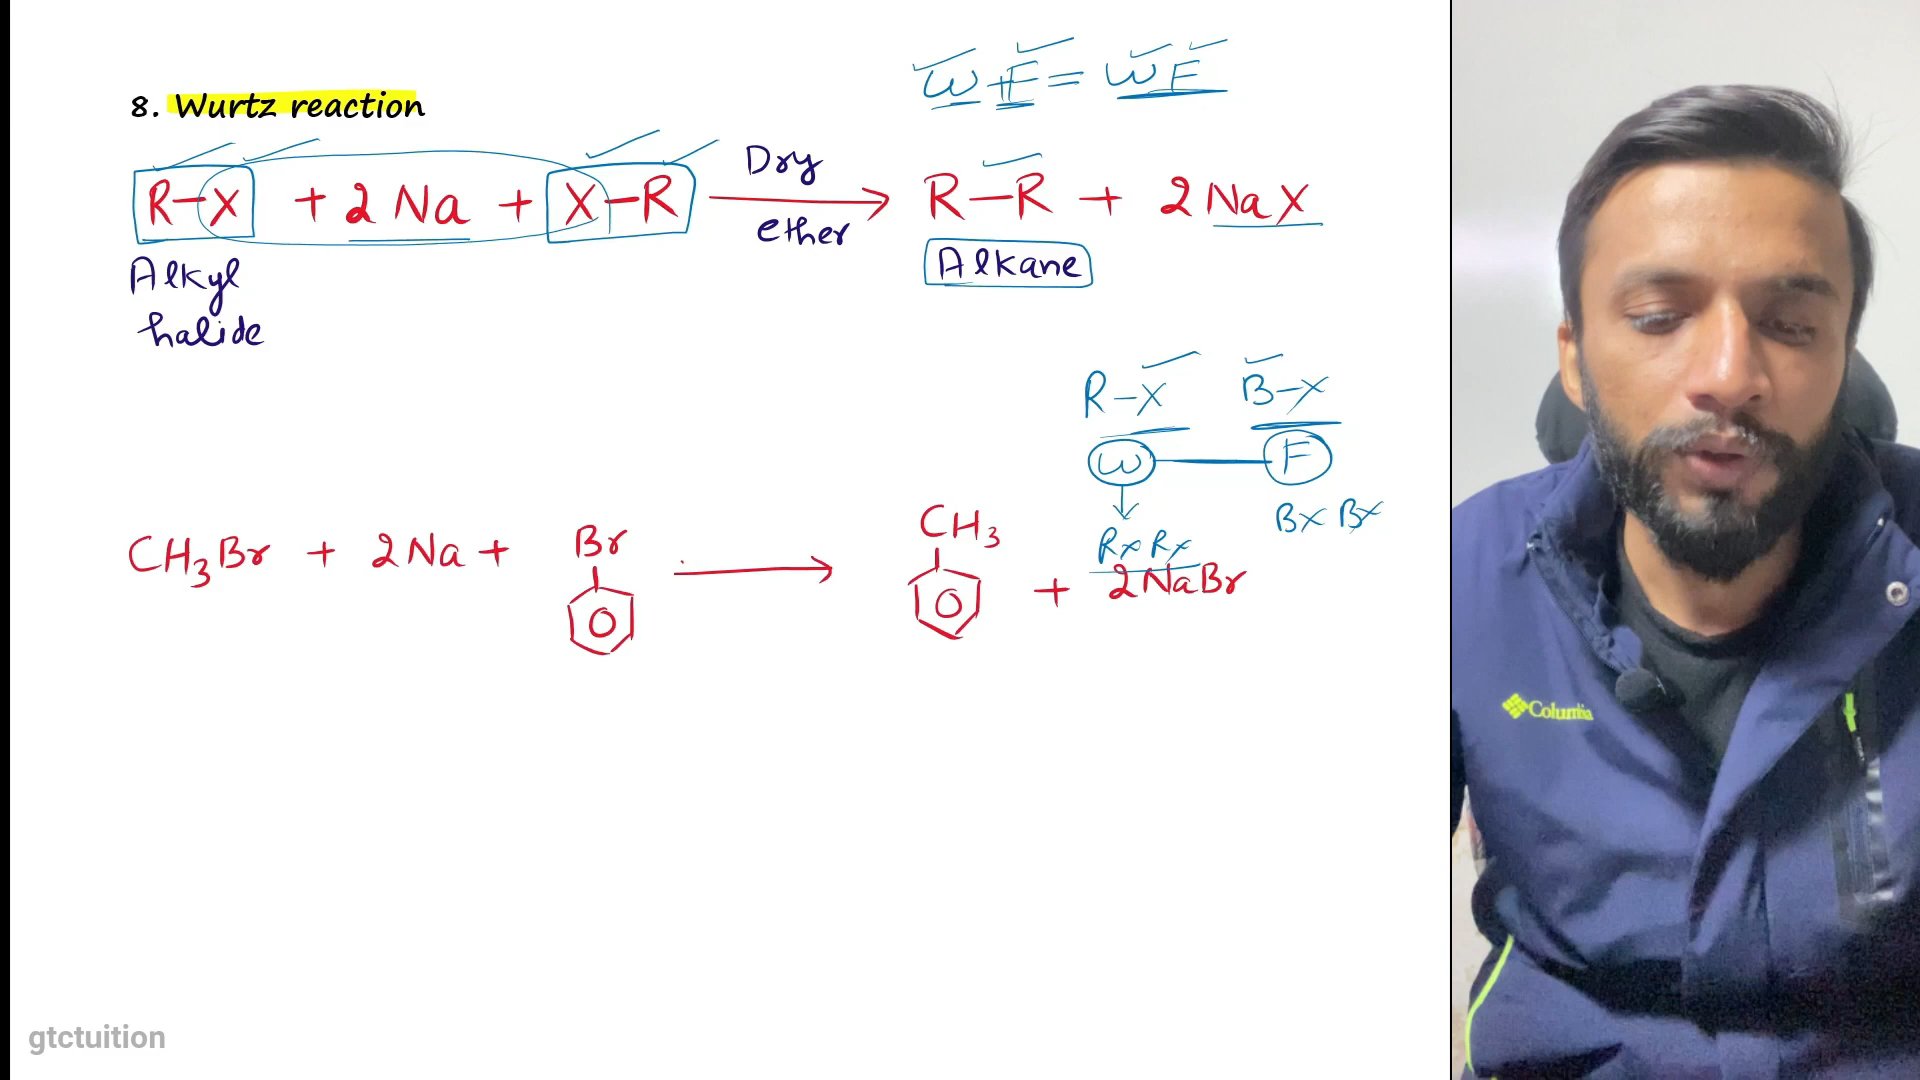 W + F = WF
8. Wurtz reaction
R-X + 2 Na + X-R Dry ether R-R + 2 NaX
Alkyl halide
Alkane
R-X B-X
W F
Rx Rx Bx Bx
CH3Br + 2Na + Br CH3 + 2NaBr
Columbia
gtctuition